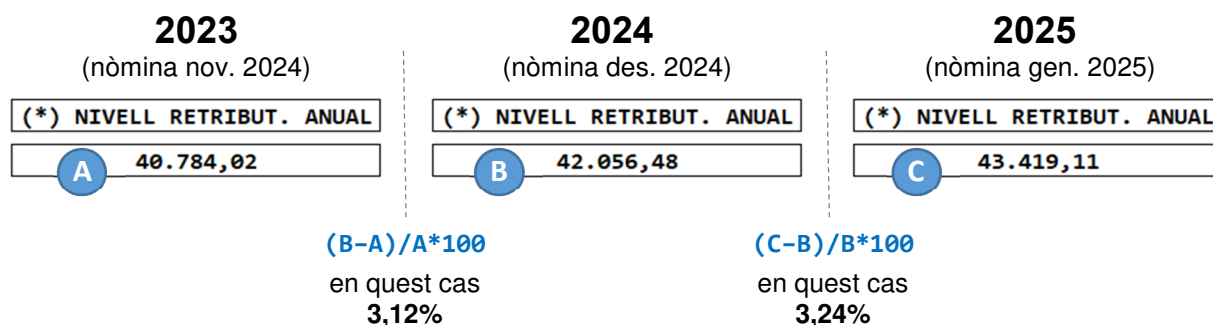 2023
(nòmina nov. 2024)
(*) NIVELL RETRIBUT. ANUAL
40.784,02
A
2024
(nòmina des. 2024)
(*) NIVELL RETRIBUT. ANUAL
42.056,48
B
2025
(nòmina gen. 2025)
(*) NIVELL RETRIBUT. ANUAL
43.419,11
C
(B–A)/A*100
en quest cas
3,12%
(C–B)/B*100
en quest cas
3,24%